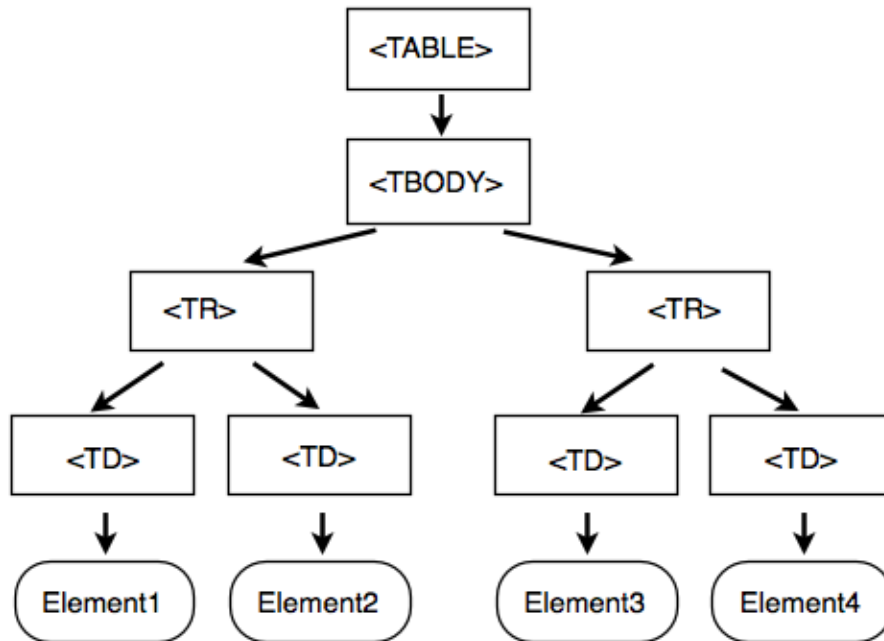 <TABLE>
<TBODY>
<TR>
<TR>
<TD>
<TD>
<TD>
<TD>
Element1
Element2
Element3
Element4